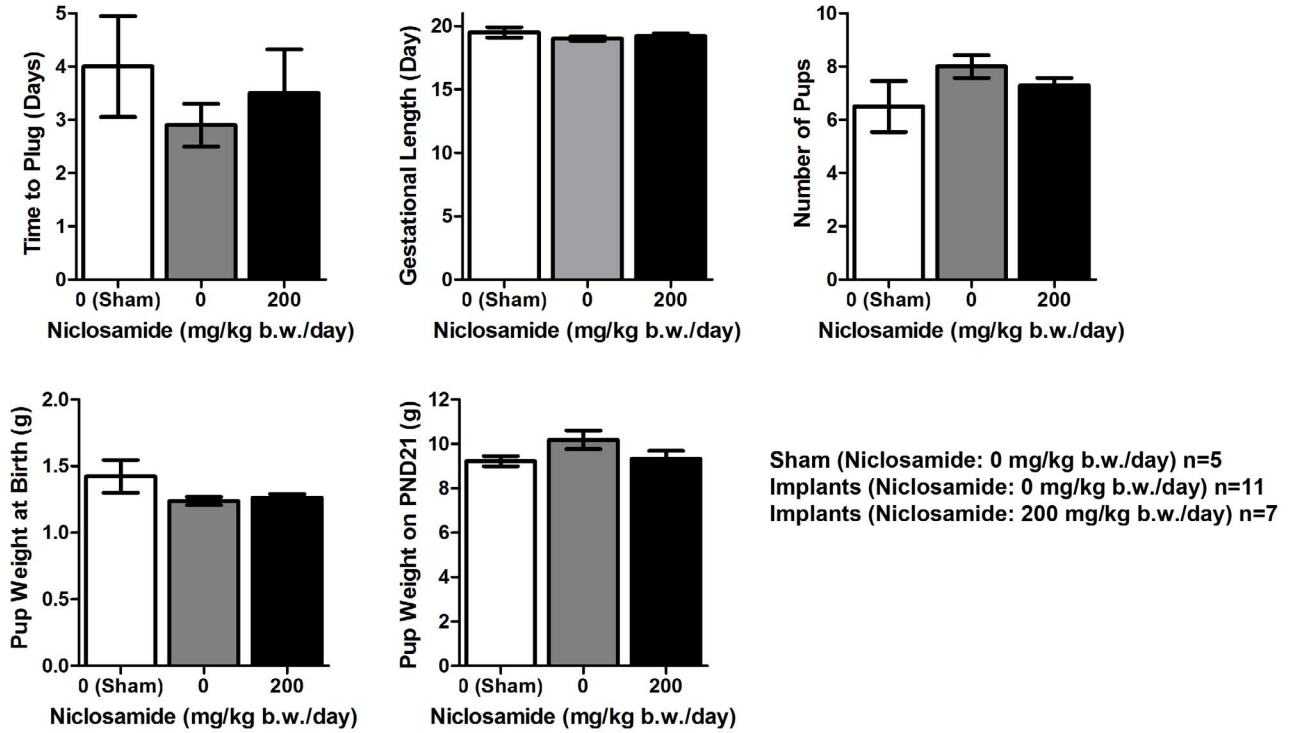 Time to Plug (Days)
5
4
3
2
1
0
0 (Sham) 0 200
Niclosamide (mg/kg b.w./day)
Gestational Length (Day)
20
15
10
5
0
0 (Sham) 0 200
Niclosamide (mg/kg b.w./day)
Number of Pups
10
8
6
4
2
0
0 (Sham) 0 200
Niclosamide (mg/kg b.w./day)
Pup Weight at Birth (g)
2.0
1.5
1.0
0.5
0.0
0 (Sham) 0 200
Niclosamide (mg/kg b.w./day)
Pup Weight on PND21 (g)
12
10
8
6
4
2
0
0 (Sham) 0 200
Niclosamide (mg/kg b.w./day)
Sham (Niclosamide: 0 mg/kg b.w./day) n=5
Implants (Niclosamide: 0 mg/kg b.w./day) n=11
Implants (Niclosamide: 200 mg/kg b.w./day) n=7